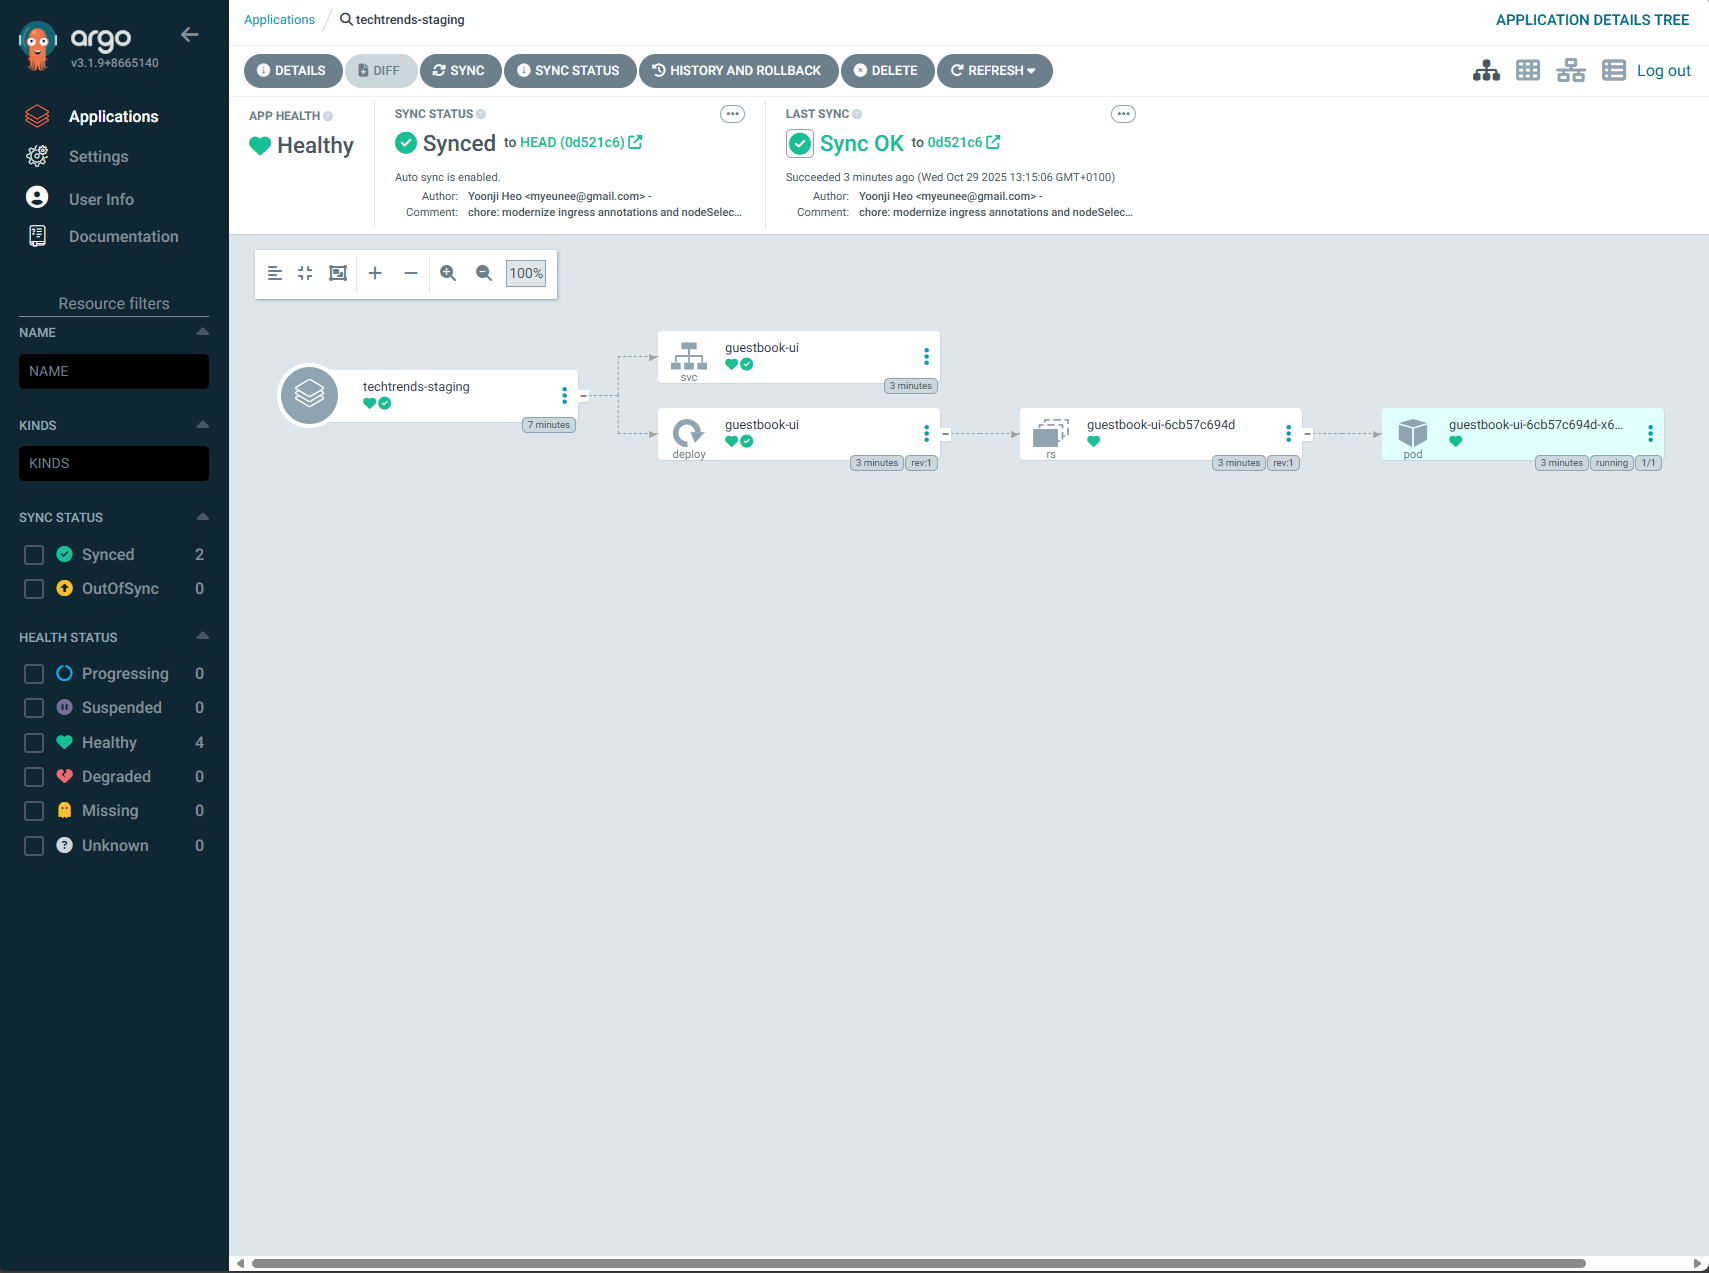 argo
v3.1.9+8665140
Applications
Settings
User Info
Documentation
Resource filters
NAME
NAME
KINDS
KINDS
SYNC STATUS
Synced 2
OutOfSync 0
HEALTH STATUS
Progressing 0
Suspended 0
Healthy 4
Degraded 0
Missing 0
Unknown 0
Applications / techtrends-staging
APPLICATION DETAILS TREE
DETAILS DIFF SYNC SYNC STATUS HISTORY AND ROLLBACK DELETE REFRESH
Log out
APP HEALTH
Healthy
SYNC STATUS
Synced to HEAD (0d521c6)
Auto sync is enabled.
Author: Yoonji Heo <myeunee@gmail.com> -
Comment: chore: modernize ingress annotations and nodeSelec...
LAST SYNC
Sync OK to 0d521c6
Succeeded 3 minutes ago (Wed Oct 29 2025 13:15:06 GMT+0100)
Author: Yoonji Heo <myeunee@gmail.com> -
Comment: chore: modernize ingress annotations and nodeSelec...
100%
techtrends-staging
7 minutes
guestbook-ui
svc
3 minutes
guestbook-ui
deploy
3 minutes rev:1
guestbook-ui-6cb57c694d
rs
3 minutes rev:1
guestbook-ui-6cb57c694d-x6...
pod
3 minutes running 1/1